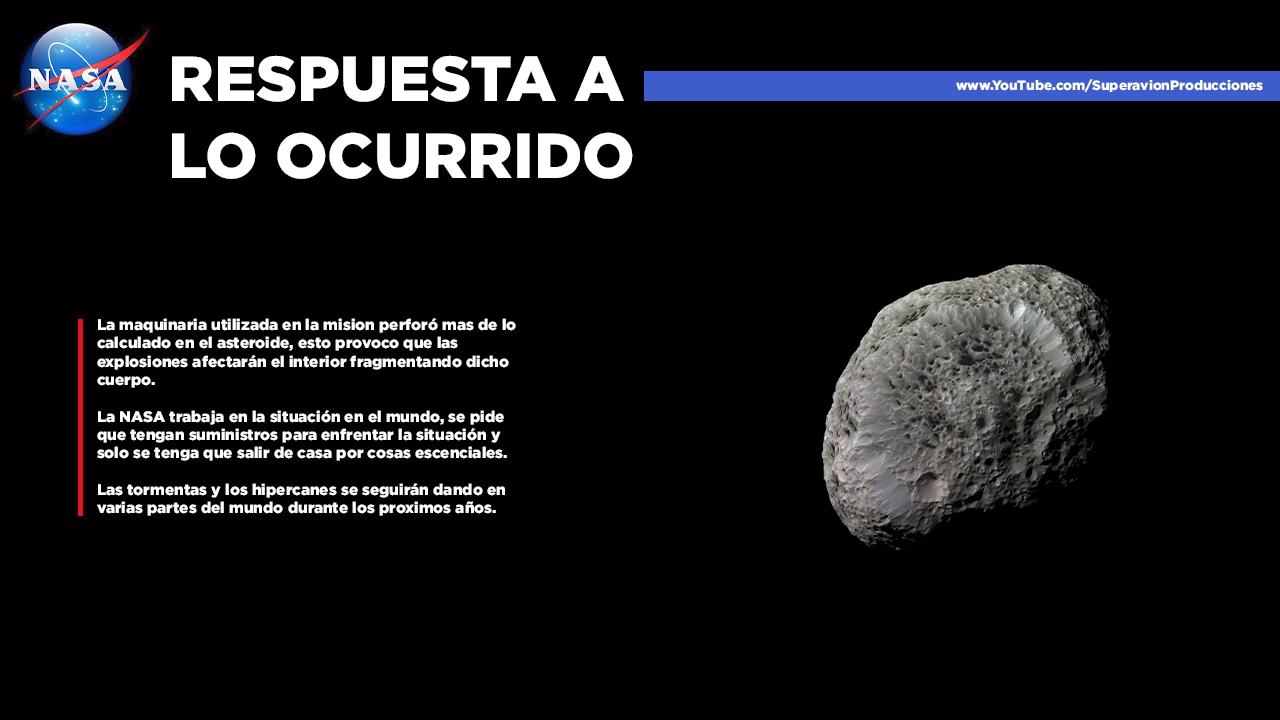 NASA
RESPUESTA A
LO OCURRIDO
www.YouTube.com/SuperavionProducciones
La maquinaria utilizada en la mision perforó mas de lo
calculado en el asteroide, esto provoco que las
explosiones afectarán el interior fragmentando dicho
cuerpo.
La NASA trabaja en la situación en el mundo, se pide
que tengan suministros para enfrentar la situación y
solo se tenga que salir de casa por cosas escenciales.
Las tormentas y los hipercanes se seguirán dando en
varias partes del mundo durante los proximos años.